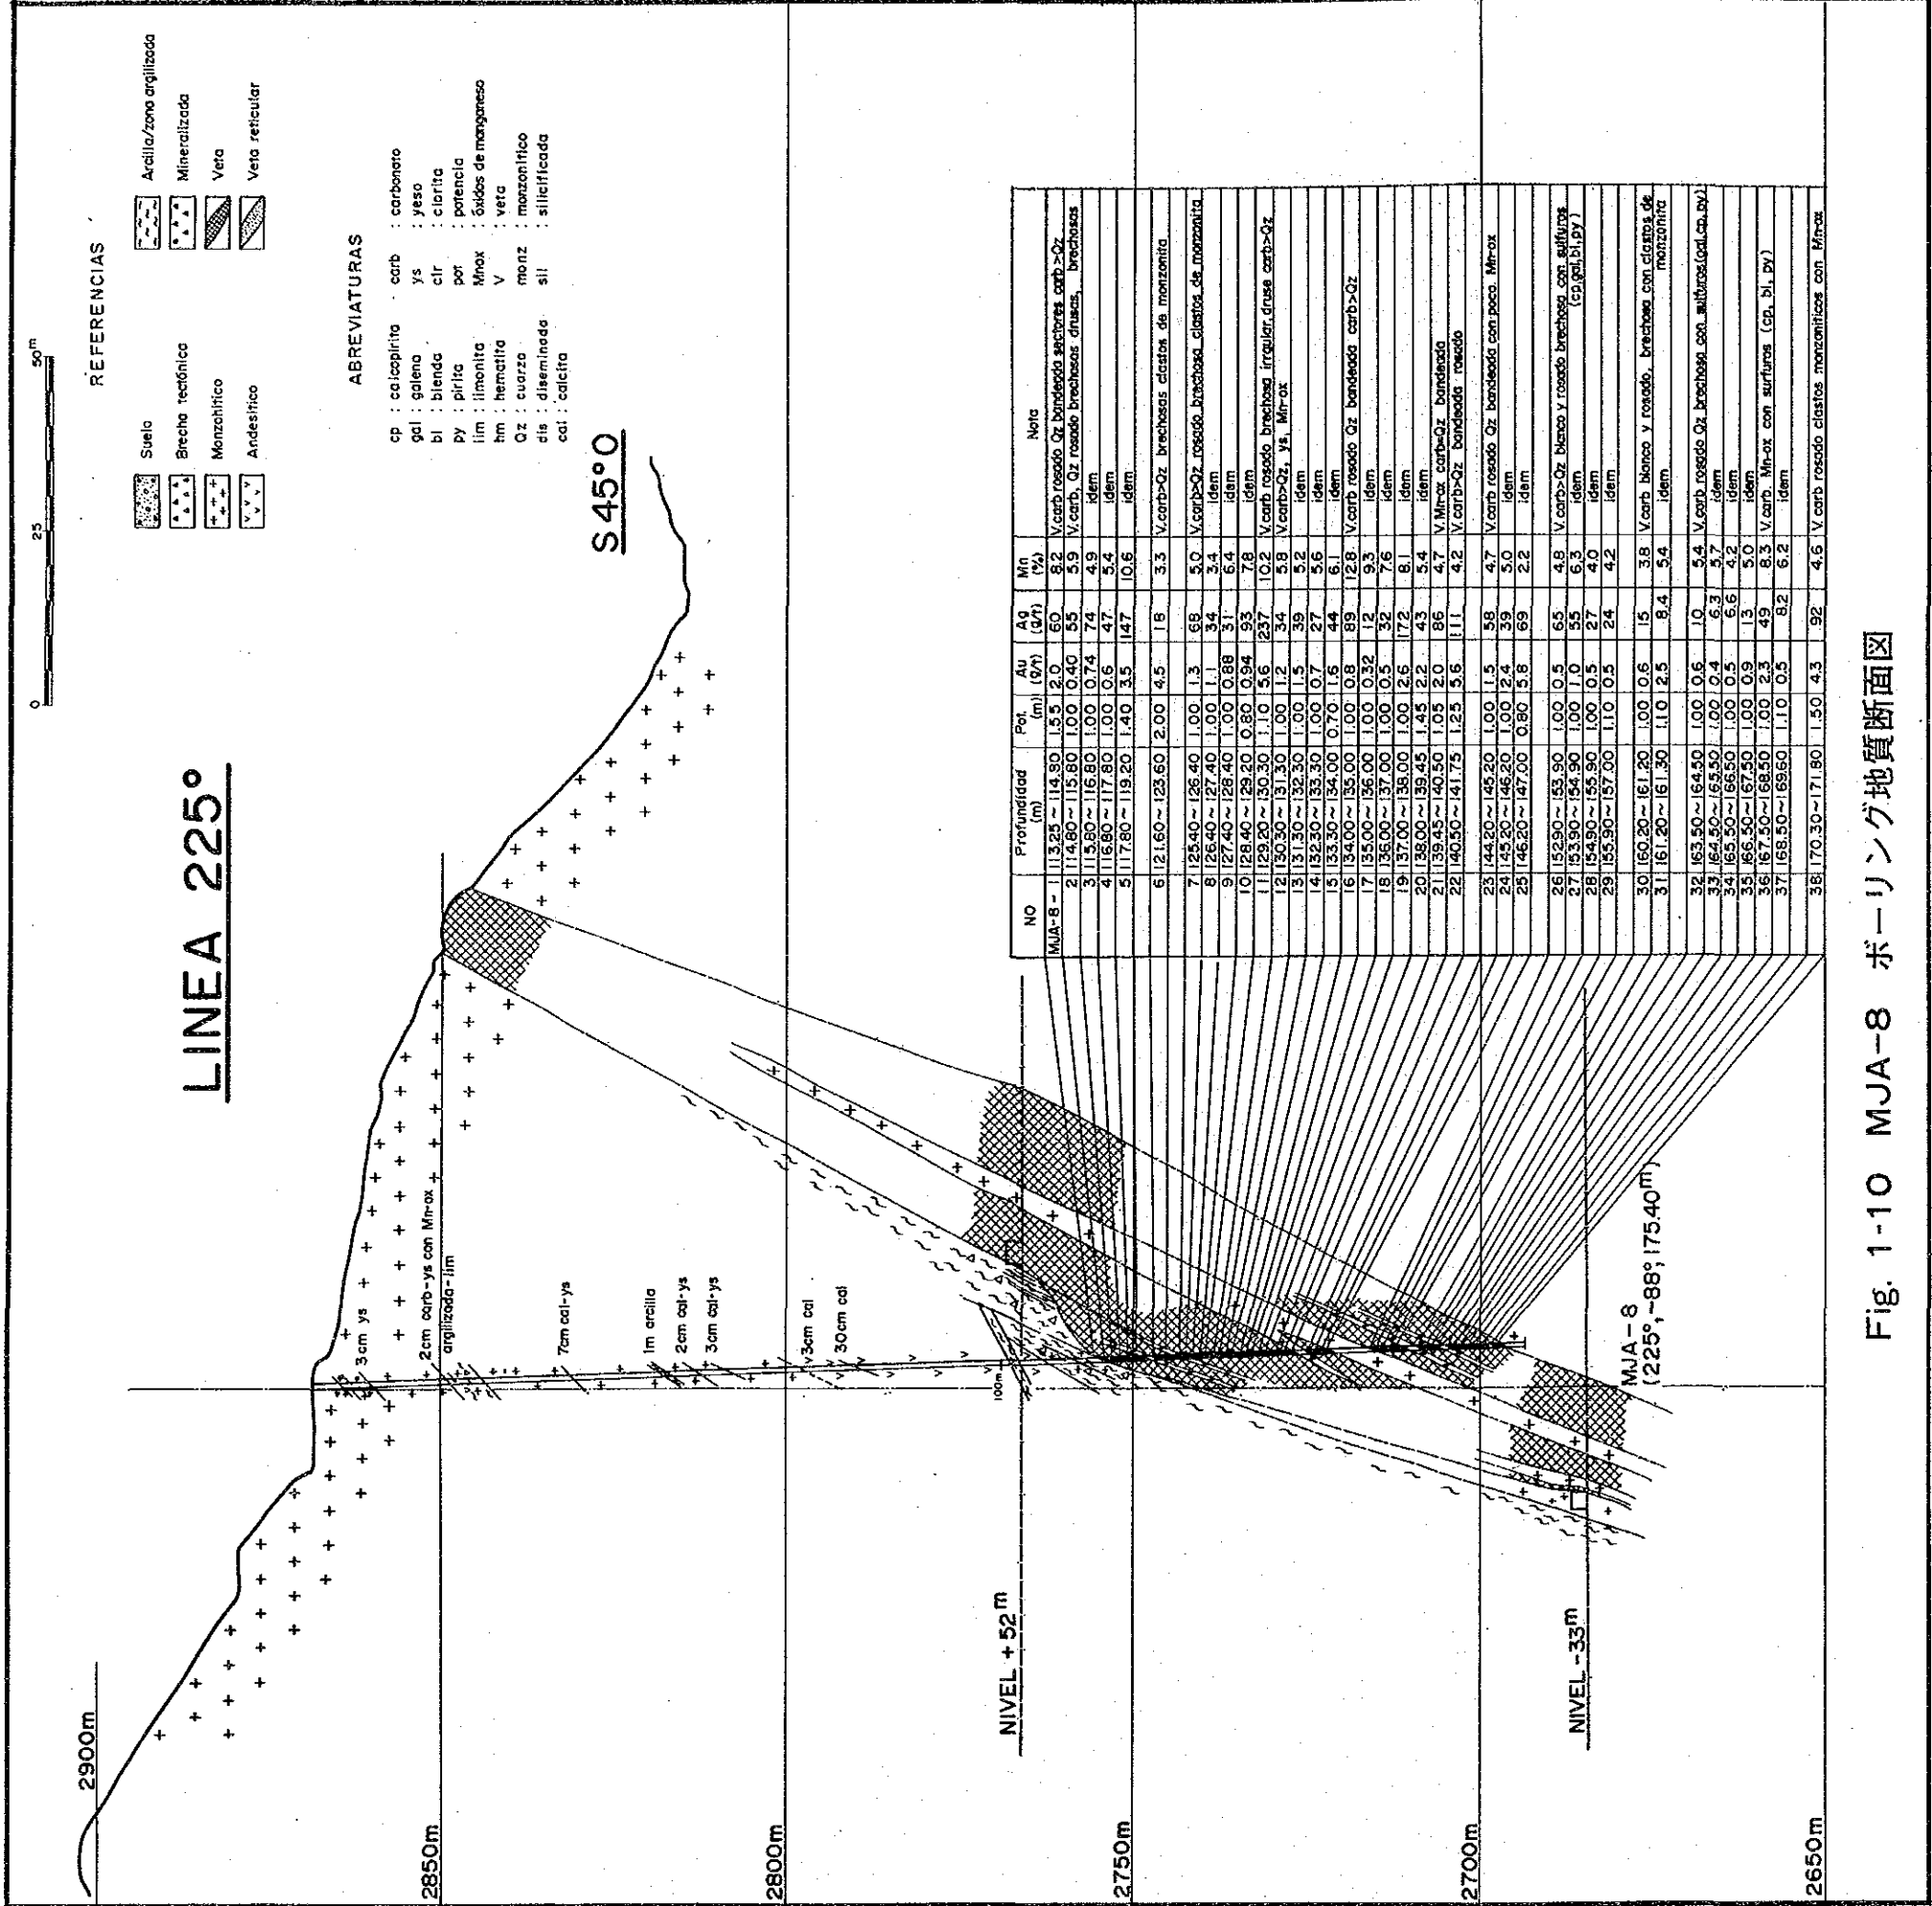 LINEA 225°
0 25 50m
REFERENCIAS
Suelo
Brecha tectónica
Monzonitico
Andesitico
Arcilla/zona argilizada
Mineralizada
Veta
Veta reticular
ABREVIATURAS
cp : calcopirita carb : carbonato
gal : galena ys : yeso
bl : blenda clr : clorita
py : pirita pot : potencia
lim : limonita Mnox : óxidos de manganeso
hm : hematita V : veta
Qz : cuarzo monz : monzonítico
dis : diseminada sil : silicificada
cal : calcita
S45°O
2900m
2850m
2800m
2750m
2700m
2650m
3cm ys
2cm carb-ys con Mn-ox
argilizada-lim
7cm cal-ys
1m arcilla
2cm cal-ys
3cm cal-ys
3cm cal
30cm cal
100m
NIVEL +52m
NIVEL -33m
MJA-8
(225°, -88°, 175.40m)
NO Profundidad (m) Pot. (m) Au (g/t) Ag (g/t) Mn (%) Nota
MJA-8-1 113.25~114.80 1.55 2.0 60 8.2 V.carb rosado Qz bandeada sectores carb>Qz
2 114.80~115.80 1.00 0.40 55 5.9 V.carb, Qz rosado brechosas drusas, brechosas
3 115.80~116.80 1.00 0.74 74 4.9 idem
4 116.80~117.80 1.00 0.6 47 5.4 idem
5 117.80~119.20 1.40 3.5 147 10.6 idem
6 121.60~123.60 2.00 4.5 18 3.3 V.carb>Qz brechosas clastos de monzonita
7 125.40~126.40 1.00 1.3 68 5.0 V.carb>Qz rosado brechosa clastos de monzonita
8 126.40~127.40 1.00 1.1 34 3.4 idem
9 127.40~128.40 1.00 0.88 31 6.4 idem
10 128.40~129.20 0.80 0.94 93 7.8 idem
11 129.20~130.30 1.10 5.6 237 10.2 V.carb rosado brechosa irregular, druse carb>Qz
12 130.30~131.30 1.00 1.2 34 5.8 V.carb>Qz, ys, Mn-ox
13 131.30~132.30 1.00 1.5 39 5.2 idem
14 132.30~133.30 1.00 0.7 27 5.6 idem
15 133.30~134.00 0.70 1.6 44 6.1 idem
16 134.00~135.00 1.00 0.8 89 12.8 V.carb rosado Qz bandeada carb>Qz
17 135.00~136.00 1.00 0.32 12 9.3 idem
18 136.00~137.00 1.00 0.5 32 7.6 idem
19 137.00~138.00 1.00 2.6 172 8.1 idem
20 138.00~139.45 1.45 2.2 43 5.4 idem
21 139.45~140.50 1.05 2.0 86 4.7 V.Mn-ox carb=Qz bandeada
22 140.50~141.75 1.25 5.6 111 4.2 V.carb>Qz bandeada rosado
23 144.20~145.20 1.00 1.5 58 4.7 V.carb rosado Qz bandeada con poco Mn-ox
24 145.20~146.20 1.00 2.4 39 5.0 idem
25 146.20~147.00 0.80 5.8 69 2.2 idem
26 152.90~153.90 1.00 0.5 65 4.8 V.carb>Qz blanco y rosado brechosa con sulfuros (cp,gal,bl,py)
27 153.90~154.90 1.00 1.0 55 6.3 idem
28 154.90~155.90 1.00 0.5 27 4.0 idem
29 155.90~157.00 1.10 0.5 24 4.2 idem
30 160.20~161.20 1.00 0.6 15 3.8 V.carb blanco y rosado, brechosa con clastos de monzonita
31 161.20~161.30 1.10 2.5 8.4 5.4 idem
32 163.50~164.50 1.00 0.6 10 5.4 V.carb rosado Qz brechosa con sulfuros(gal,cp,py)
33 164.50~165.50 1.00 0.4 6.3 5.7 idem
34 165.50~166.50 1.00 0.5 6.6 4.2 idem
35 166.50~167.50 1.00 0.9 13 5.0 idem
36 167.50~168.50 1.00 2.3 49 8.3 V.carb. Mn-ox con surfuros (cp, bl, py)
37 168.50~169.60 1.10 0.5 8.2 6.2 idem
38 170.30~171.80 1.50 4.3 92 4.6 V.carb rosado clastos monzoniticos con Mn-ox
Fig. 1-10 MJA-8 ボーリング地質断面図